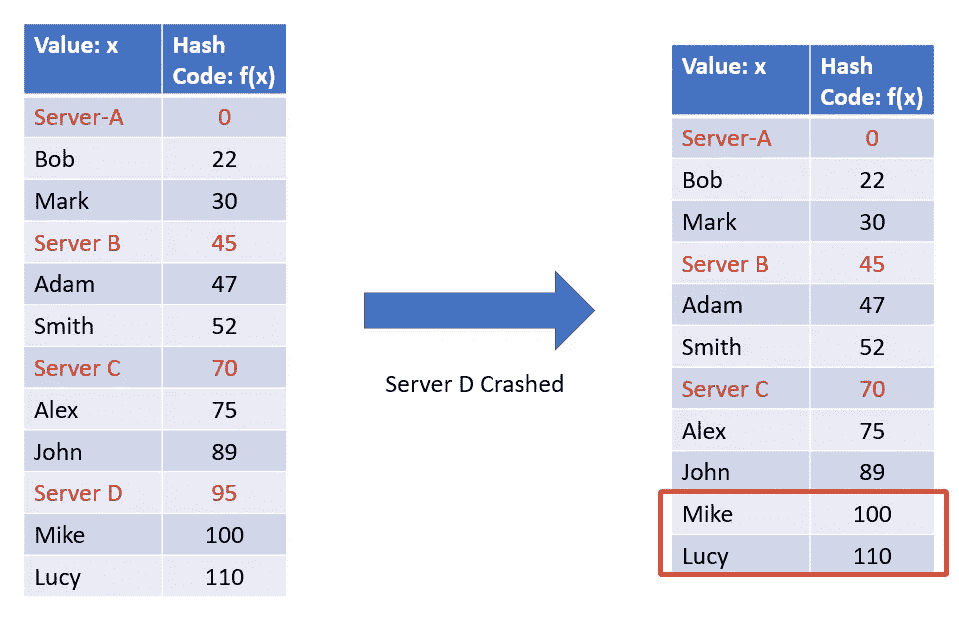 Value: x Hash
Code: f(x)
Server-A 0
Bob 22
Mark 30
Server B 45
Adam 47
Smith 52
Server C 70
Alex 75
John 89
Server D 95
Mike 100
Lucy 110
Server D Crashed
Value: x Hash
Code: f(x)
Server-A 0
Bob 22
Mark 30
Server B 45
Adam 47
Smith 52
Server C 70
Alex 75
John 89
Mike 100
Lucy 110